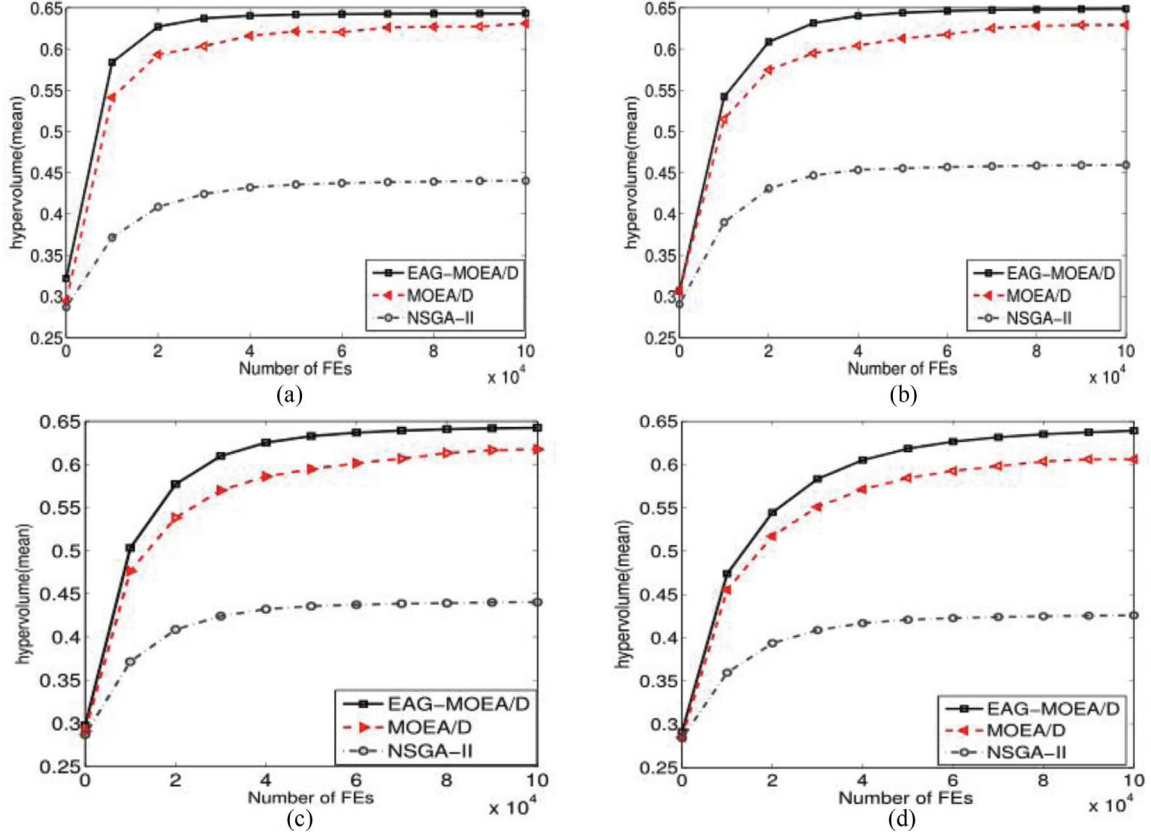 0.65
0.6
0.55
0.5
0.45
0.4
0.35
0.3
0.25
hypervolume(mean)
EAG-MOEA/D
MOEA/D
NSGA-II
0 2 4 6 8 10
Number of FEs
x 10^4
(a)
0.65
0.6
0.55
0.5
0.45
0.4
0.35
0.3
0.25
hypervolume(mean)
EAG-MOEA/D
MOEA/D
NSGA-II
0 2 4 6 8 10
Number of FEs
x 10^4
(b)
0.65
0.6
0.55
0.5
0.45
0.4
0.35
0.3
0.25
hypervolume(mean)
EAG-MOEA/D
MOEA/D
NSGA-II
0 2 4 6 8 10
Number of FEs
x 10^4
(c)
0.65
0.6
0.55
0.5
0.45
0.4
0.35
0.3
0.25
hypervolume(mean)
EAG-MOEA/D
MOEA/D
NSGA-II
0 2 4 6 8 10
Number of FEs
x 10^4
(d)